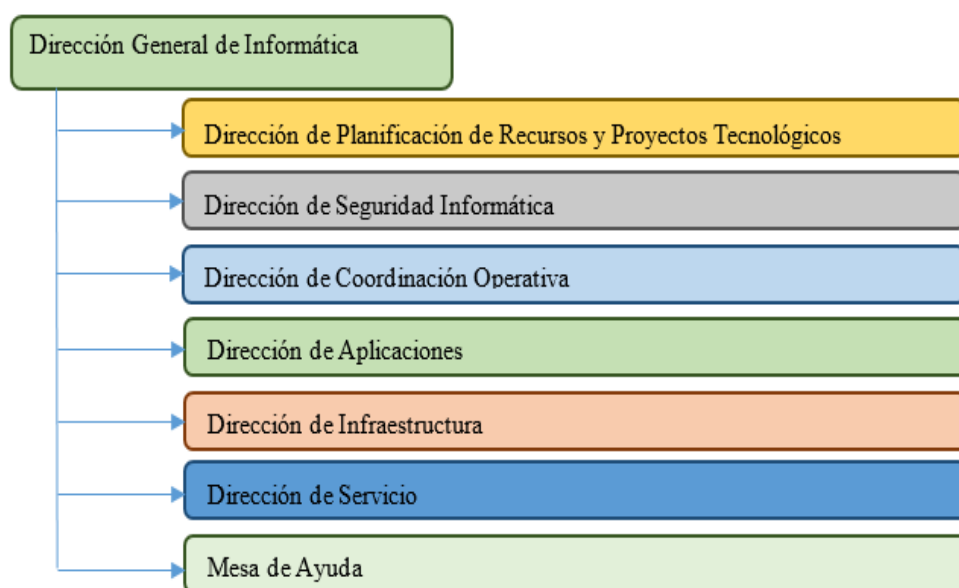 Dirección General de Informática
Dirección de Planificación de Recursos y Proyectos Tecnológicos
Dirección de Seguridad Informática
Dirección de Coordinación Operativa
Dirección de Aplicaciones
Dirección de Infraestructura
Dirección de Servicio
Mesa de Ayuda